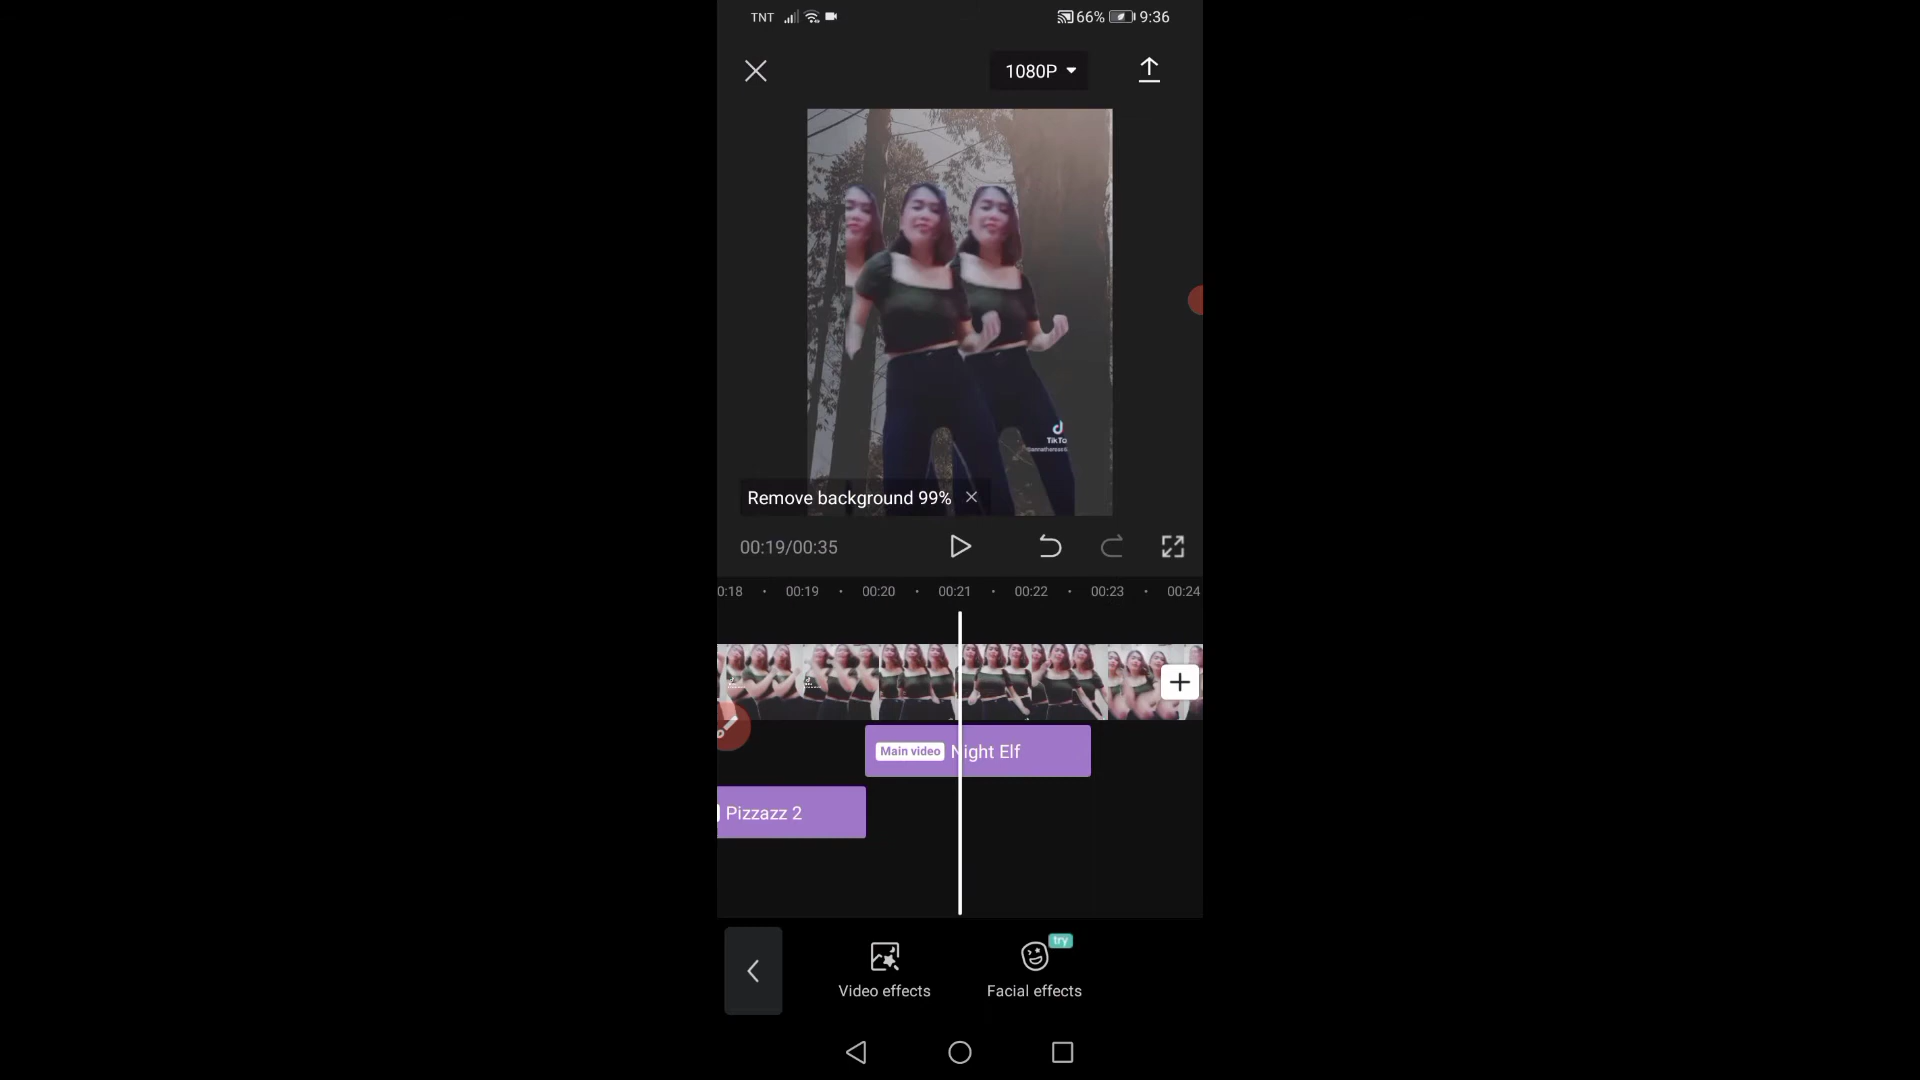 TNT 66% 9:36
1080P
TikTo
Remove background 99%
00:19/00:35
0:18 00:19 00:20 00:21 00:22 00:23 00:24
Main video Night Elf
Pizzazz 2
try
Video effects Facial effects